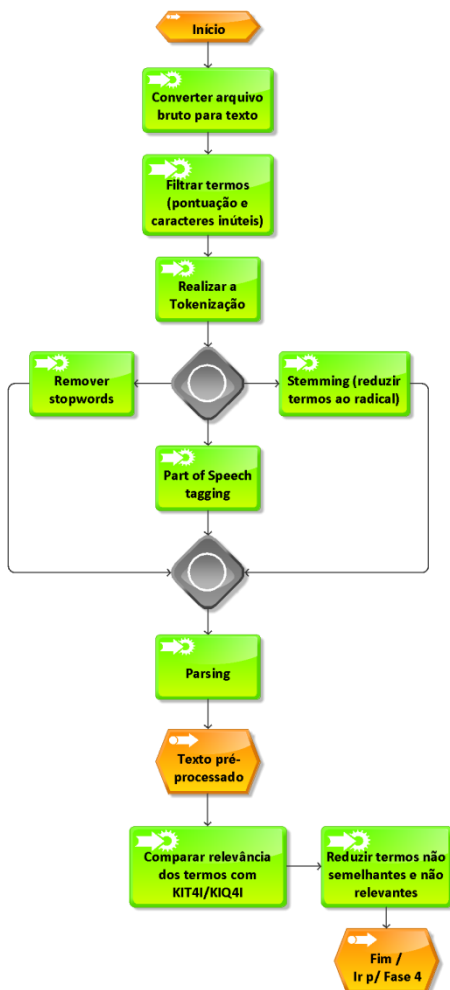 Início
Converter arquivo
bruto para texto
Filtrar termos
(pontuação e
caracteres inúteis)
Realizar a
Tokenização
Remover
stopwords
Stemming (reduzir
termos ao radical)
Part of Speech
tagging
Parsing
Texto pré-
processado
Comparar relevância
dos termos com
KIT4I/KIQ4I
Reduzir termos não
semelhantes e não
relevantes
Fim /
Ir p/ Fase 4